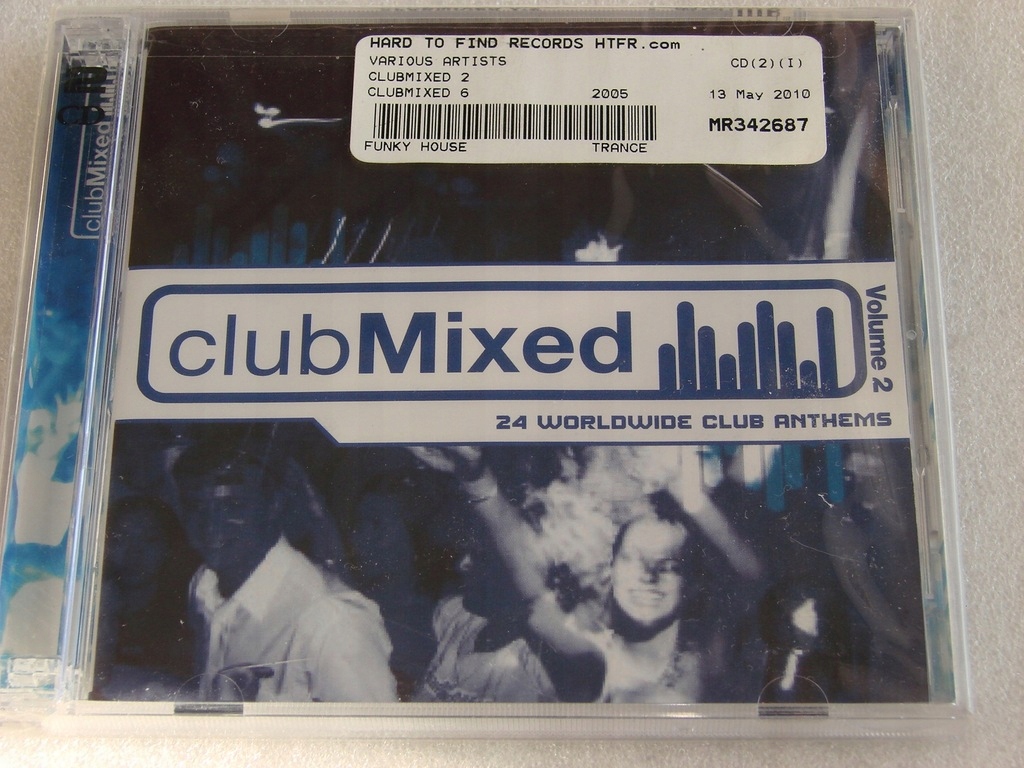 HARD TO FIND RECORDS HTFR.com
VARIOUS ARTISTS CD(2)(I)
CLUBMIXED 2
CLUBMIXED 6 2005 13 May 2010
MR342687
FUNKY HOUSE TRANCE
CD
clubMixed
clubMixed
Volume 2
24 WORLDWIDE CLUB ANTHEMS